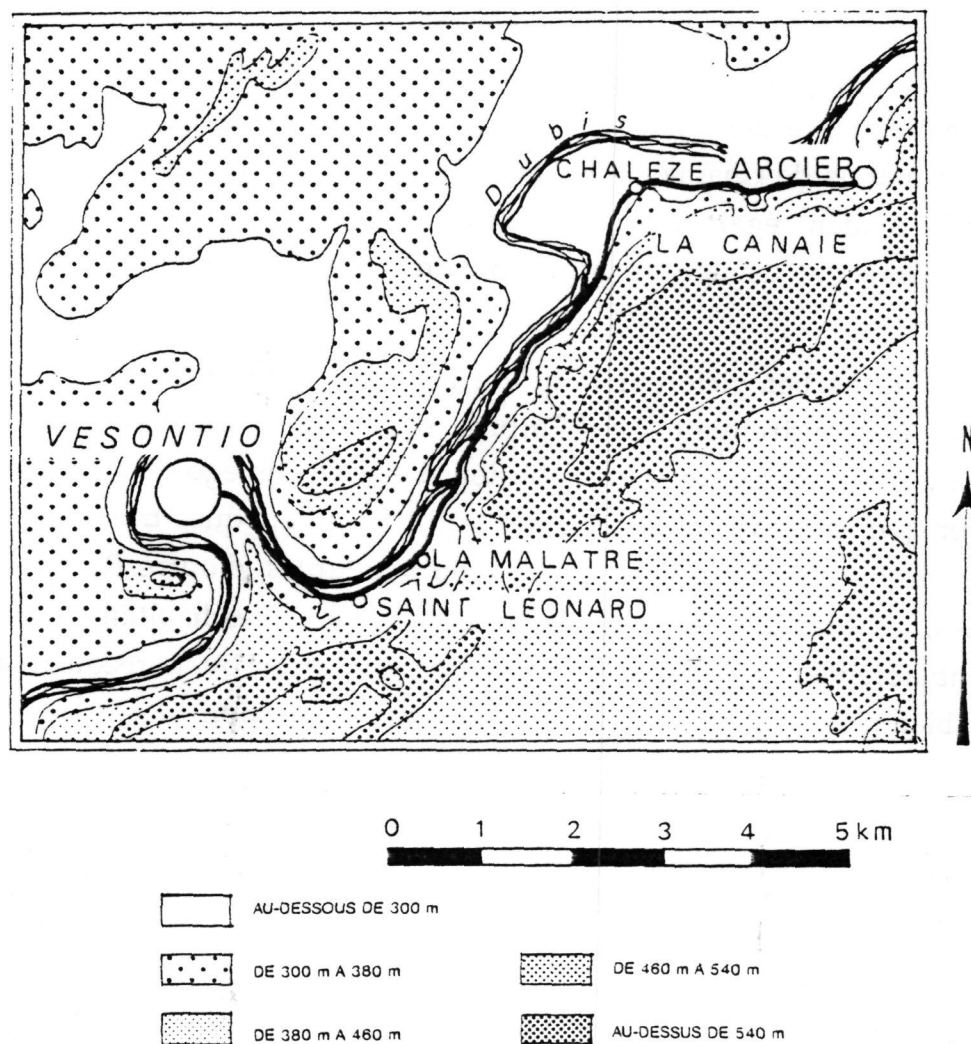 Dubis
CHALEZE ARCIER
LA CANAIE
VESONTIO
N
LA MALATRE
SAINT LEONARD
0 1 2 3 4 5 km
AU-DESSOUS DE 300 m
DE 300 m A 380 m
DE 460 m A 540 m
DE 380 m A 460 m
AU-DESSUS DE 540 m